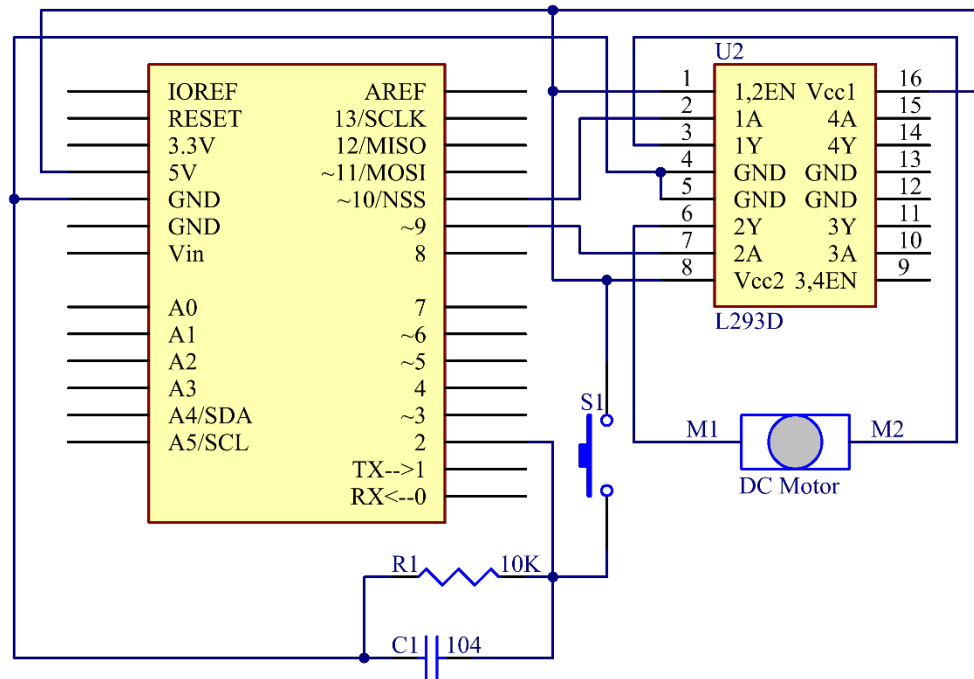 U2
IOREF AREF
RESET 13/SCLK
3.3V 12/MISO
5V ~11/MOSI
GND ~10/NSS
GND ~9
Vin 8
A0 7
A1 ~6
A2 ~5
A3 4
A4/SDA ~3
A5/SCL 2
TX-->1
RX<--0
1 1,2EN Vcc1 16
2 1A 4A 15
3 1Y 4Y 14
4 GND GND 13
5 GND GND 12
6 2Y 3Y 11
7 2A 3A 10
8 Vcc2 3,4EN 9
L293D
S1
M1 M2
DC Motor
R1 10K
C1 104